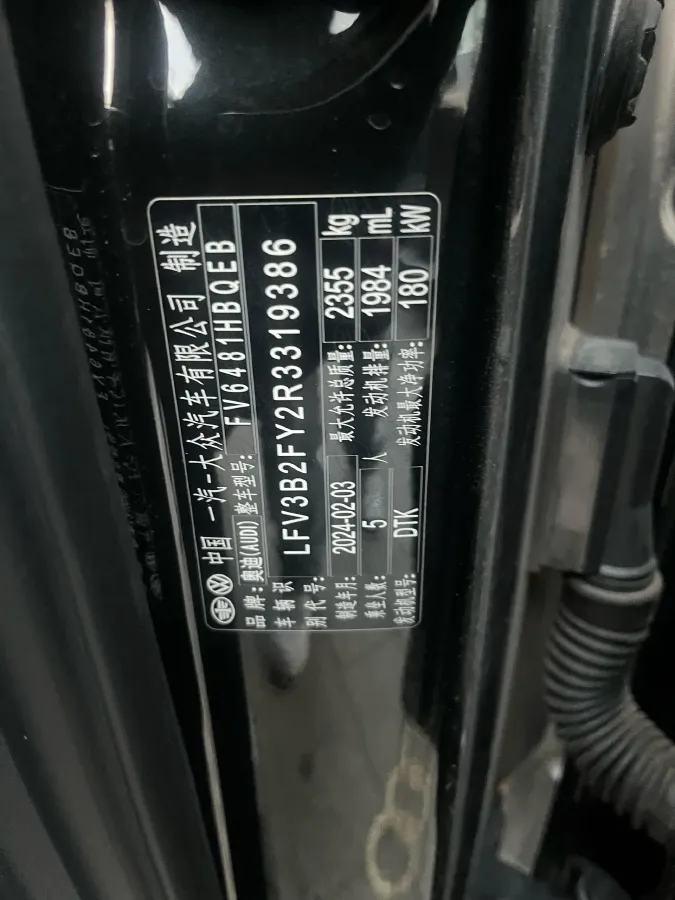 中国 一汽-大众汽车有限公司 制造
品牌: 奥迪(AUDI) 整车型号: FV6481HBQEB
车辆识别代号: LFV3B2FY2R3319386
制造年月: 2024-02-03 最大允许总质量: 2355 kg
乘坐人数: 5 人 发动机排量: 1984 mL
发动机型号: DTK 发动机最大净功率: 180 kW